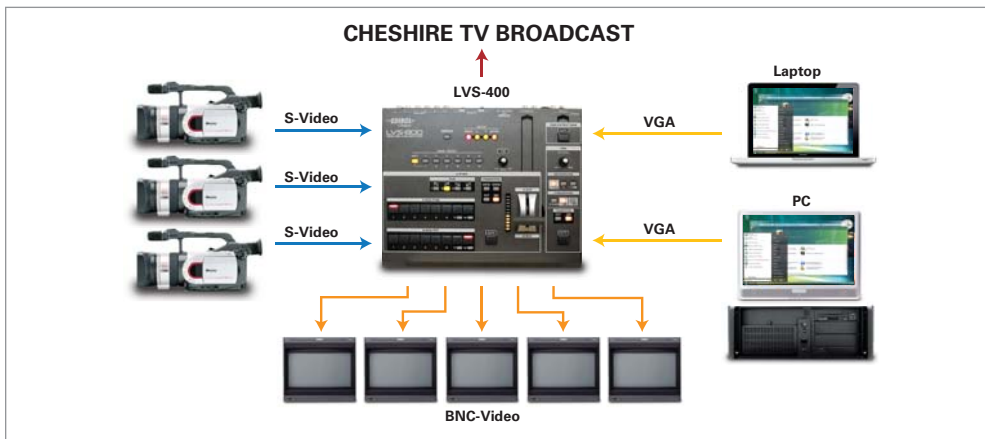 CHESHIRE TV BROADCAST
LVS-400
Laptop
S-Video
VGA
S-Video
PC
S-Video
VGA
BNC-Video